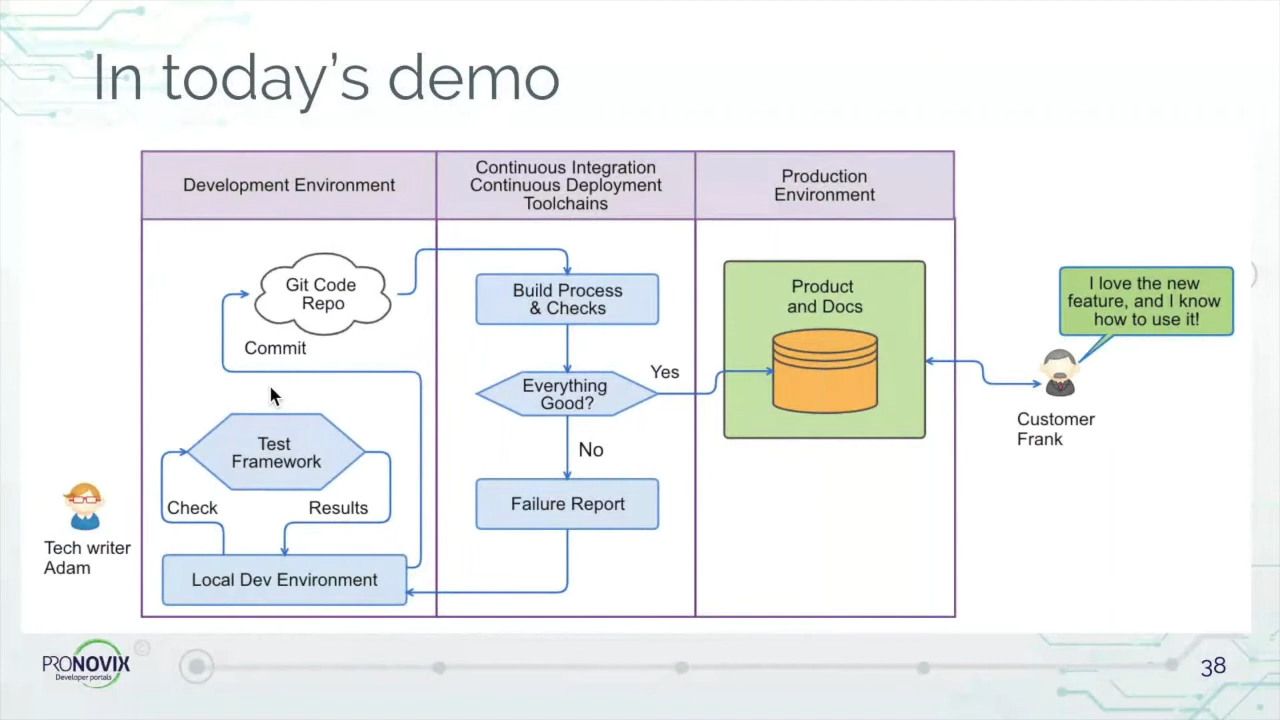 In today's demo
Development Environment
Continuous Integration
Continuous Deployment
Toolchains
Production
Environment
Git Code
Repo
Commit
Test
Framework
Check
Results
Local Dev Environment
Tech writer
Adam
Build Process
& Checks
Everything
Good?
Yes
No
Failure Report
Product
and Docs
I love the new
feature, and I know
how to use it!
Customer
Frank
PRONOVIX
Developer portals
38